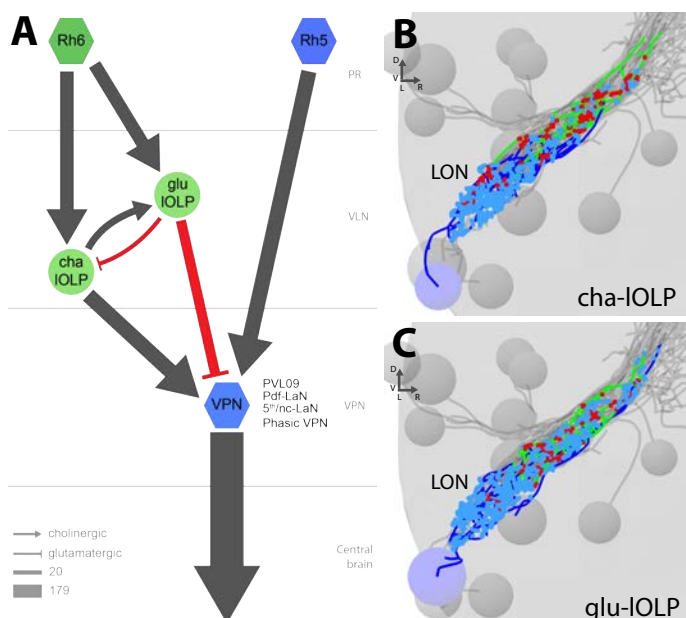 A
Rh6
Rh5
PR
glu
lOLP
VLN
cha
lOLP
VPN
PVL09
Pdf-LaN
5th/nc-LaN
Phasic VPN
VPN
cholinergic
glutamatergic
20
179
Central
brain
B
D
V
L
R
LON
cha-lOLP
C
D
V
L
R
LON
glu-lOLP